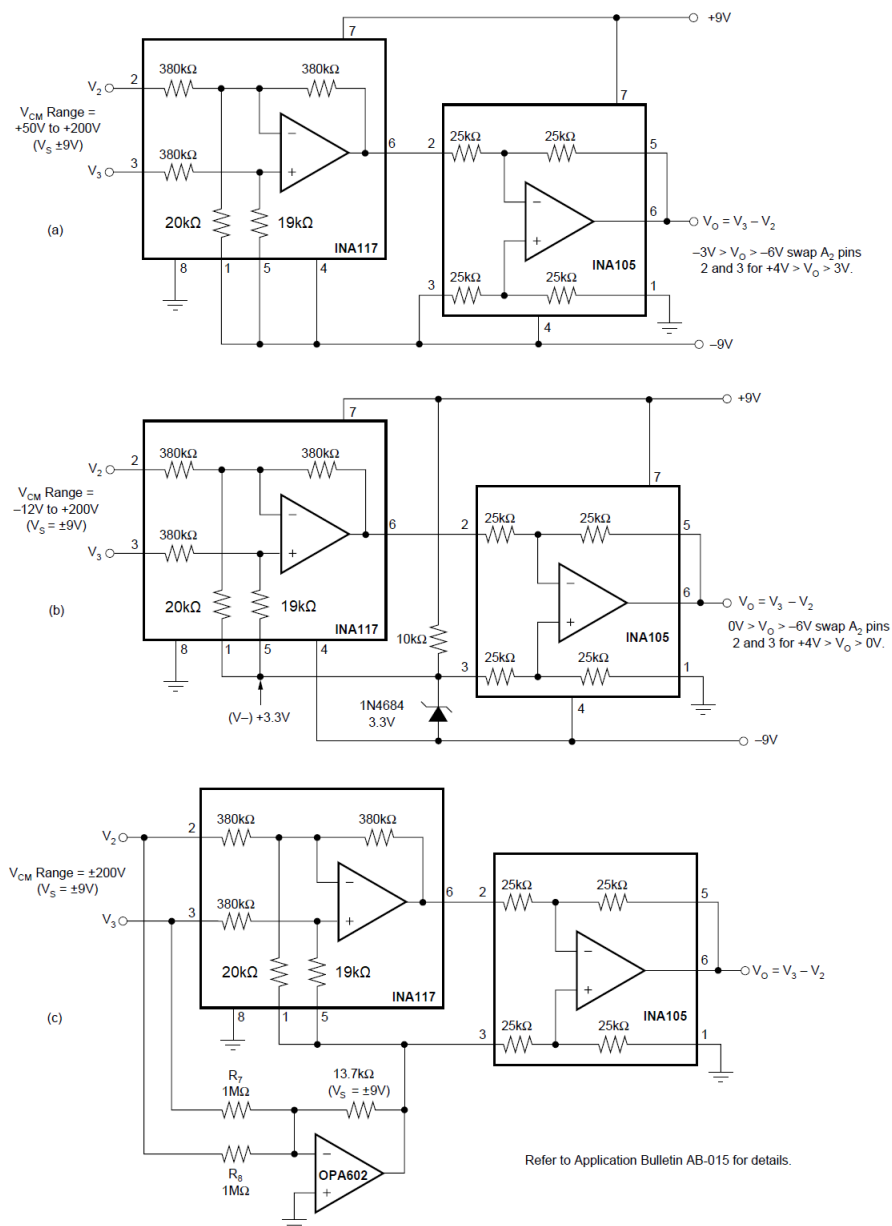 +9V
7
380kΩ
380kΩ
V2
2
VCM Range =
+50V to +200V
(VS ±9V)
7
6
2
25kΩ
25kΩ
5
V3
3
380kΩ
20kΩ
19kΩ
INA117
(a)
6
VO = V3 – V2
–3V > VO > –6V swap A2 pins
2 and 3 for +4V > VO > 3V.
INA105
3
25kΩ
25kΩ
1
8
1
5
4
4
–9V
+9V
7
380kΩ
380kΩ
V2
2
7
VCM Range =
–12V to +200V
(VS = ±9V)
6
2
25kΩ
25kΩ
5
V3
3
380kΩ
20kΩ
19kΩ
INA117
(b)
6
VO = V3 – V2
0V > VO > –6V swap A2 pins
2 and 3 for +4V > VO > 0V.
INA105
10kΩ
3
25kΩ
25kΩ
1
8
1
5
4
(V–) +3.3V
1N4684
3.3V
4
–9V
380kΩ
380kΩ
V2
2
VCM Range = ±200V
(VS = ±9V)
6
2
25kΩ
25kΩ
5
V3
3
380kΩ
20kΩ
19kΩ
INA117
6
VO = V3 – V2
INA105
(c)
8
1
5
3
25kΩ
25kΩ
1
R7
1MΩ
13.7kΩ
(VS = ±9V)
R8
1MΩ
OPA602
Refer to Application Bulletin AB-015 for details.